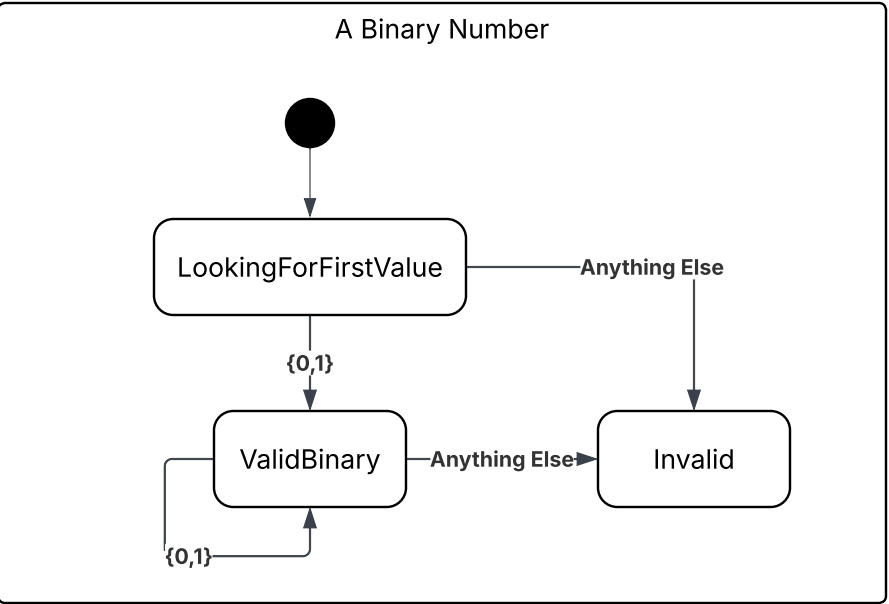 A Binary Number
LookingForFirstValue
Anything Else
{0,1}
ValidBinary
Anything Else
Invalid
{0,1}